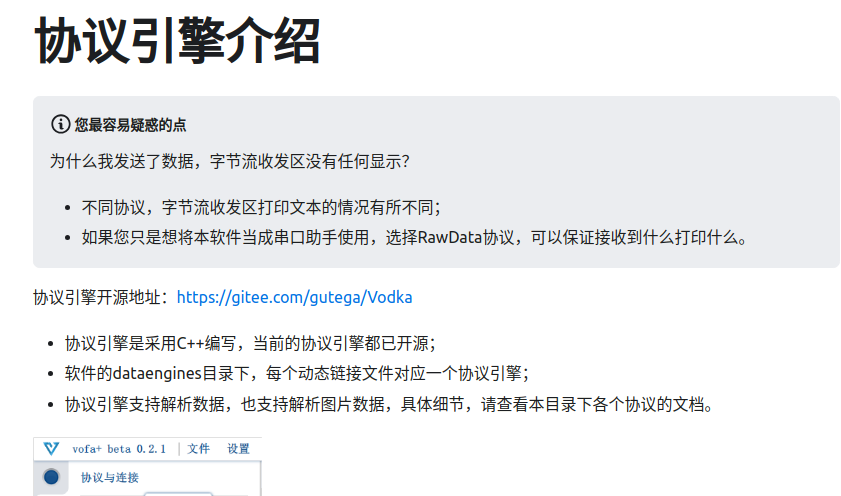 协议引擎介绍
您最容易疑惑的点
为什么我发送了数据，字节流收发区没有任何显示？
• 不同协议，字节流收发区打印文本的情况有所不同；
• 如果您只是想将本软件当成串口助手使用，选择RawData协议，可以保证接收到什么打印什么。
协议引擎开源地址：https://gitee.com/gutega/Vodka
• 协议引擎是采用C++编写，当前的协议引擎都已开源；
• 软件的dataengines目录下，每个动态链接文件对应一个协议引擎；
• 协议引擎支持解析数据，也支持解析图片数据，具体细节，请查看本目录下各个协议的文档。
vofa+ beta 0.2.1 | 文件 设置
协议与连接